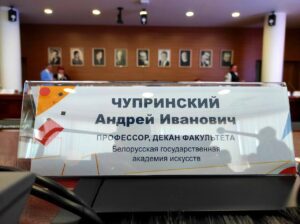 ЧУПРИНСКИЙ
Андрей Иванович
ПРОФЕССОР, ДЕКАН ФАКУЛЬТЕТА
Белорусская государственная
академия искусств